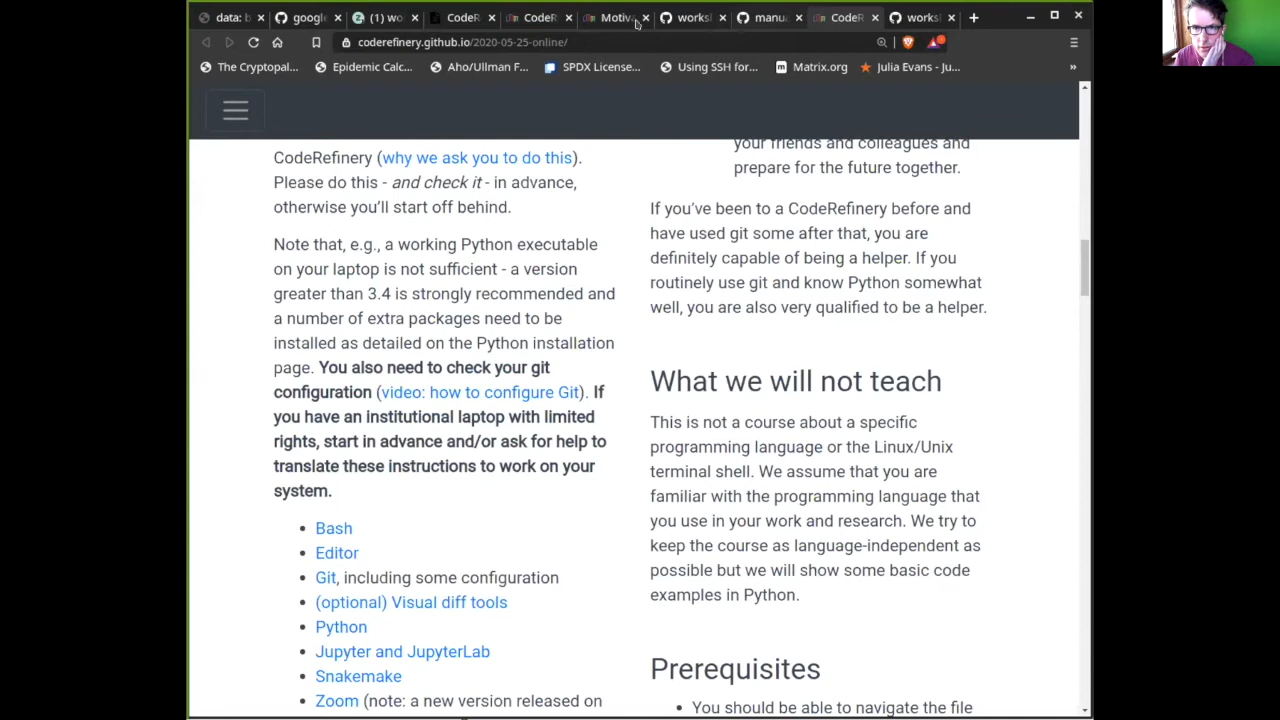 data: b
google
(1) wo
CodeR
CodeR
Motiv
works
manu
CodeR
works
coderefinery.github.io/2020-05-25-online/
The Cryptopal...
Epidemic Calc...
Aho/Ullman F...
SPDX License...
Using SSH for...
Matrix.org
Julia Evans - Ju...
»
CodeRefinery (why we ask you to do this).
Please do this - and check it - in advance,
otherwise you'll start off behind.
Note that, e.g., a working Python executable
on your laptop is not sufficient - a version
greater than 3.4 is strongly recommended and
a number of extra packages need to be
installed as detailed on the Python installation
page. You also need to check your git
configuration (video: how to configure Git). If
you have an institutional laptop with limited
rights, start in advance and/or ask for help to
translate these instructions to work on your
system.
• Bash
• Editor
• Git, including some configuration
• (optional) Visual diff tools
• Python
• Jupyter and JupyterLab
• Snakemake
• Zoom (note: a new version released on
your friends and colleagues and
prepare for the future together.
If you've been to a CodeRefinery before and
have used git some after that, you are
definitely capable of being a helper. If you
routinely use git and know Python somewhat
well, you are also very qualified to be a helper.
What we will not teach
This is not a course about a specific
programming language or the Linux/Unix
terminal shell. We assume that you are
familiar with the programming language that
you use in your work and research. We try to
keep the course as language-independent as
possible but we will show some basic code
examples in Python.
Prerequisites
• You should be able to navigate the file